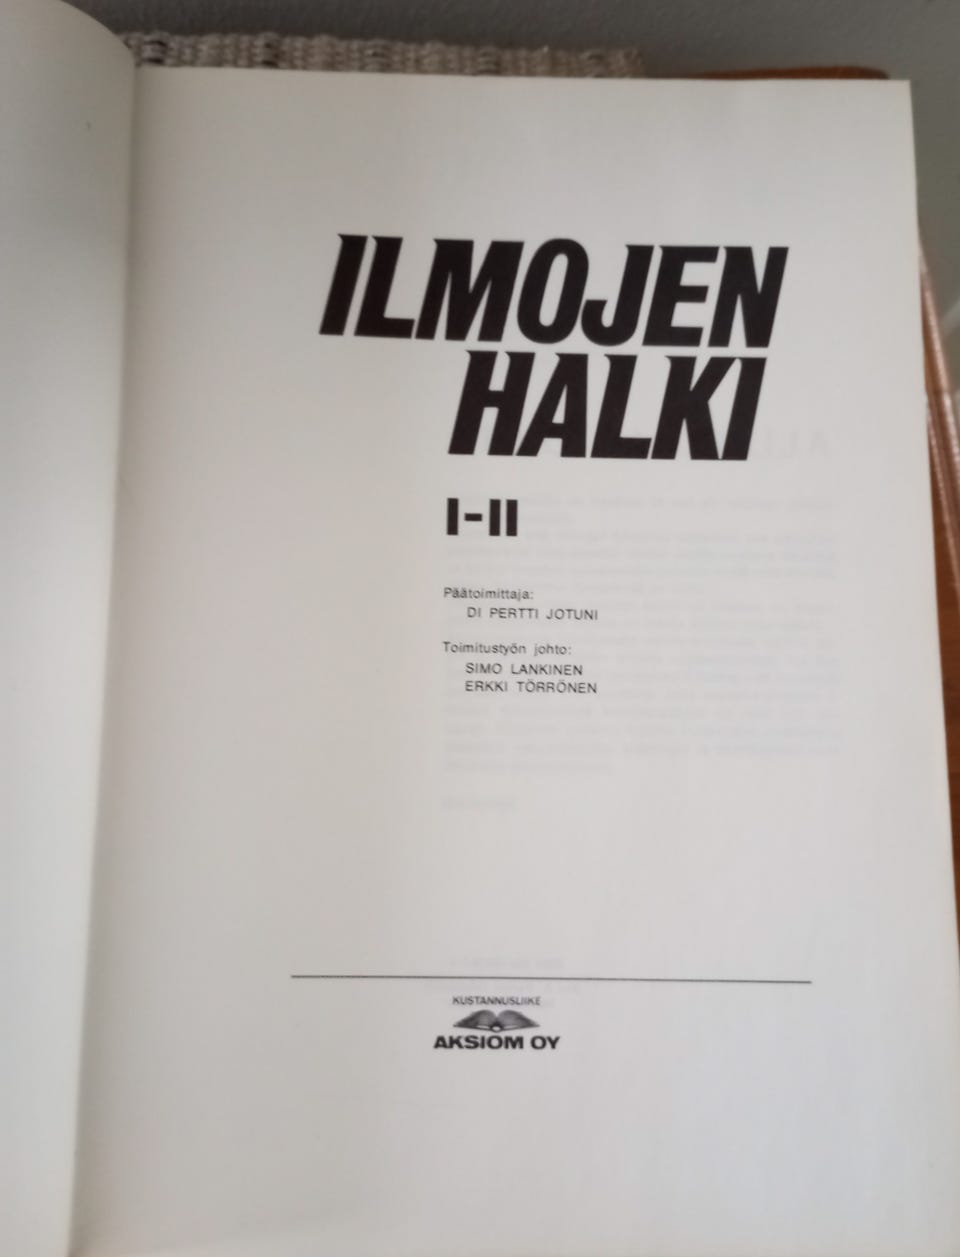 ILMOJEN
HALKI
I-II
Päätoimittaja:
DI PERTTI JOTUNI
Toimitustyön johto:
SIMO LANKINEN
ERKKI TÖRRÖNEN
KUSTANNUSLIIKE
AKSIOM OY